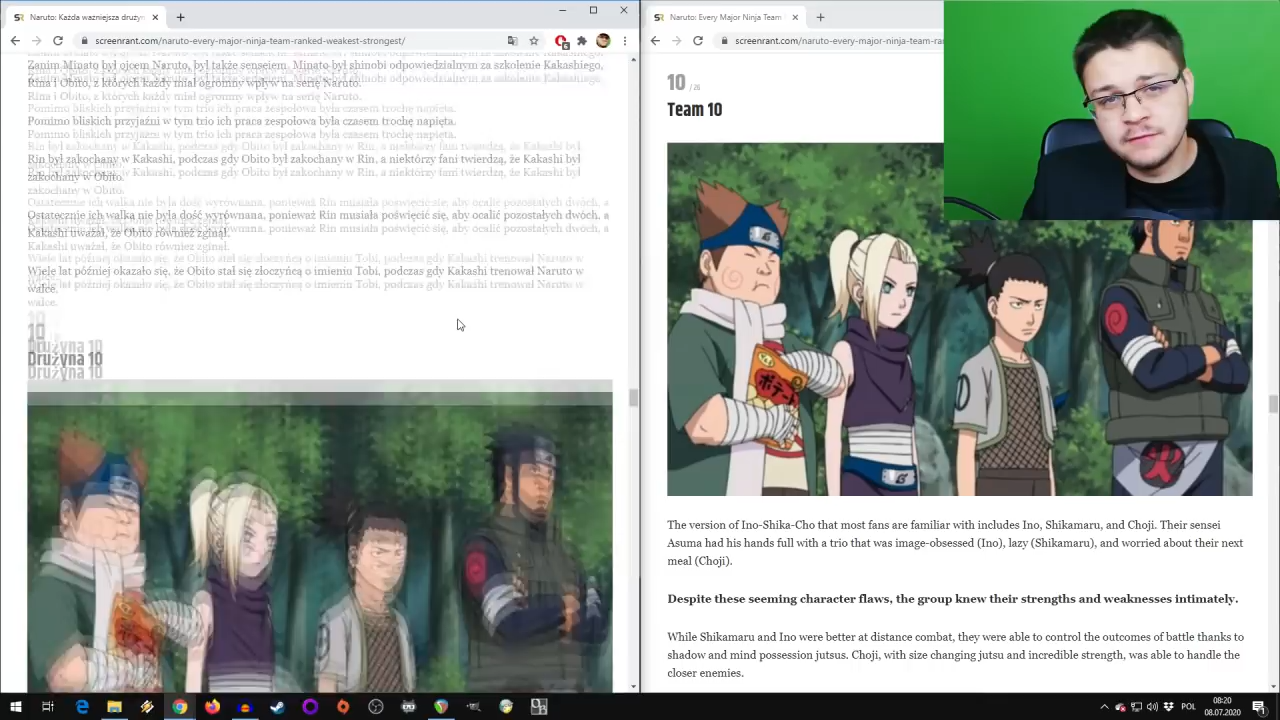 Naruto: Każda ważniejsza drużyn
screenrant.com/naruto-every-major-ninja-team-ranked-weakest-strongest/
Zanim Minato był ojcem Naruto, był także senseiem. Minato był shinobi odpowiedzialnym za szkolenie Kakashiego,
Rina i Obito, z których każdy miał ogromny wpływ na serię Naruto.
Pomimo bliskich przyjaźni w tym trio ich praca zespołowa była czasem trochę napięta.
Rin był zakochany w Kakashi, podczas gdy Obito był zakochany w Rin, a niektórzy fani twierdzą, że Kakashi był
zakochany w Obito.
Ostatecznie ich walka nie była dość wyrównana, ponieważ Rin musiała poświęcić się, aby ocalić pozostałych dwóch, a
Kakashi uważał, że Obito również zginął.
Wiele lat później okazało się, że Obito stał się złoczyńcą o imieniu Tobi, podczas gdy Kakashi trenował Naruto w
walce.
10
Drużyna 10
Naruto: Every Major Ninja Team
screenrant.com/naruto-every-major-ninja-team-ra
10 / 26
Team 10
ポテート
The version of Ino-Shika-Cho that most fans are familiar with includes Ino, Shikamaru, and Choji. Their sensei
Asuma had his hands full with a trio that was image-obsessed (Ino), lazy (Shikamaru), and worried about their next
meal (Choji).
Despite these seeming character flaws, the group knew their strengths and weaknesses intimately.
While Shikamaru and Ino were better at distance combat, they were able to control the outcomes of battle thanks to
shadow and mind possession jutsus. Choji, with size changing jutsu and incredible strength, was able to handle the
closer enemies.
POL
08:20
08.07.2020